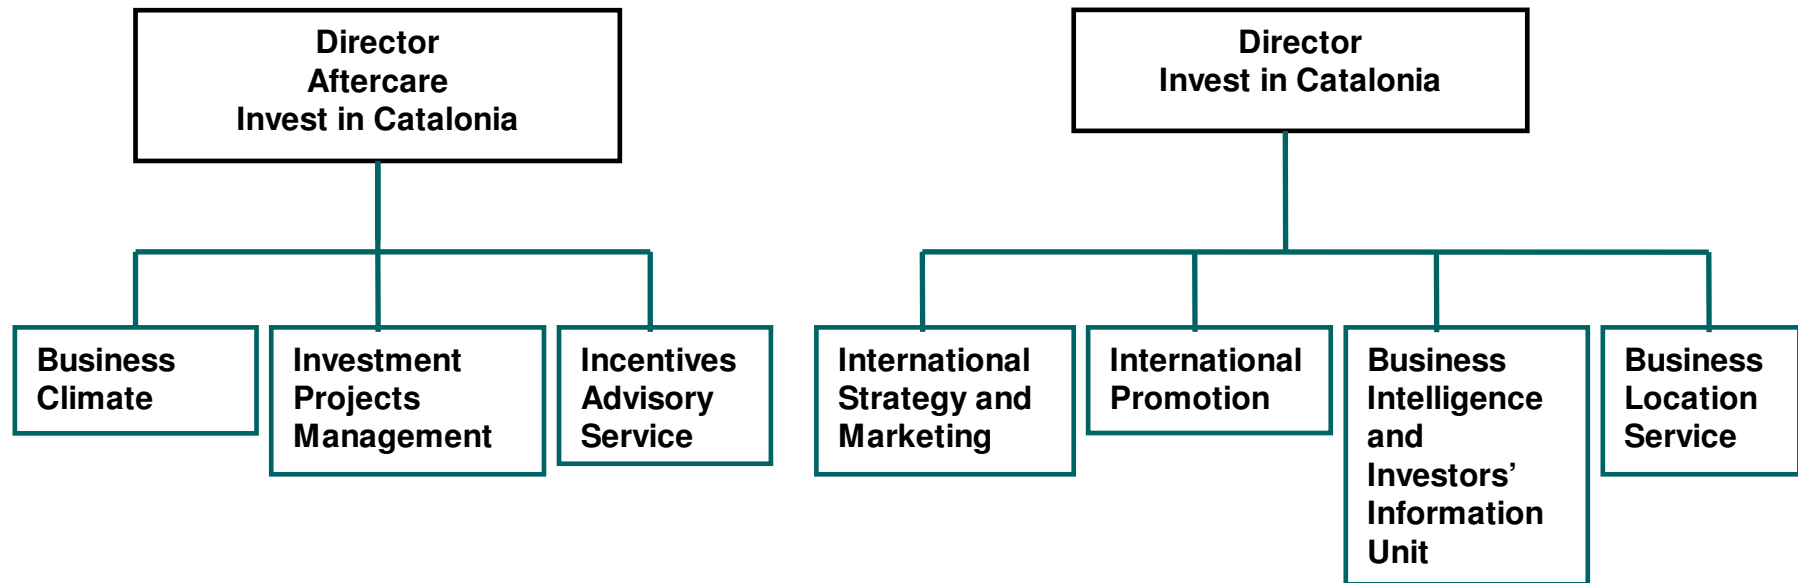 Director
Aftercare
Invest in Catalonia
Director
Invest in Catalonia
Business
Climate
Investment
Projects
Management
Incentives
Advisory
Service
International
Strategy and
Marketing
International
Promotion
Business
Intelligence
and
Investors’
Information
Unit
Business
Location
Service